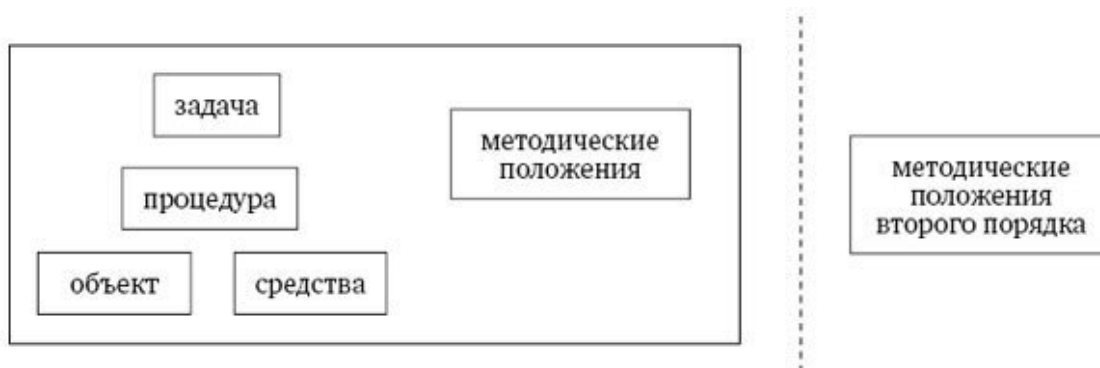 задача
процедура
объект
средства
методические
положения
методические
положения
второго порядка